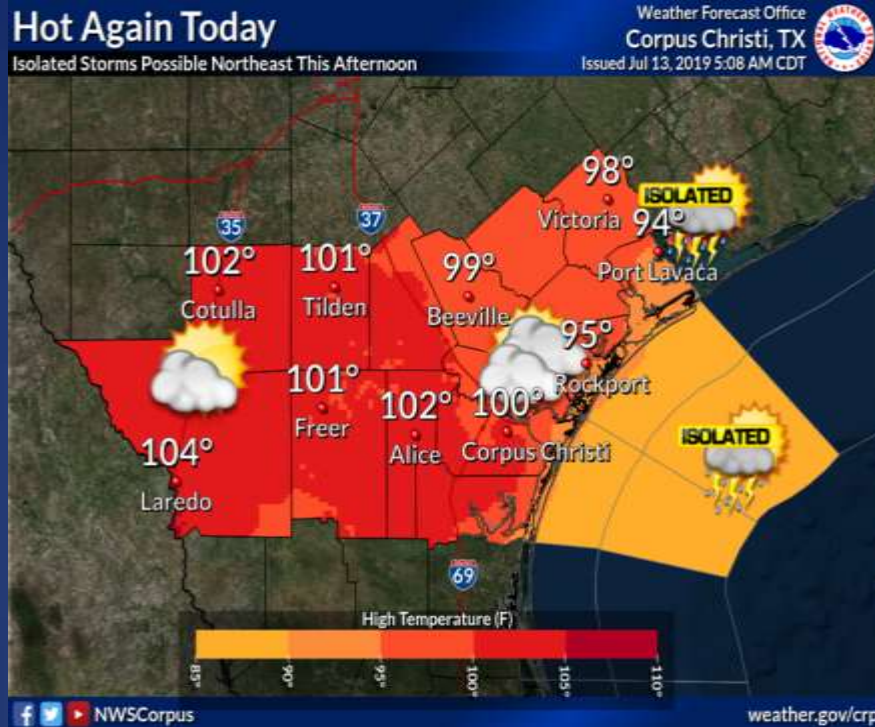 Hot Again Today
Isolated Storms Possible Northeast This Afternoon
Weather Forecast Office
Corpus Christi, TX
Issued Jul 13, 2019 5:08 AM CDT
98°
Victoria
ISOLATED
94°
Port Lavaca
35
37
102°
Cotulla
101°
Tilden
99°
Beeville
95°
Rockport
101°
Freer
102°
Alice
100°
Corpus Christi
ISOLATED
104°
Laredo
69
High Temperature (F)
85° 90° 95° 100° 105° 110°
NWSCorpus
weather.gov/crp